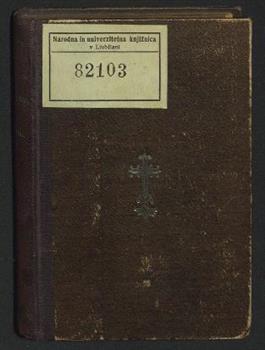 Narodna in univerzitetna knjižnica
v Ljubljani
82103